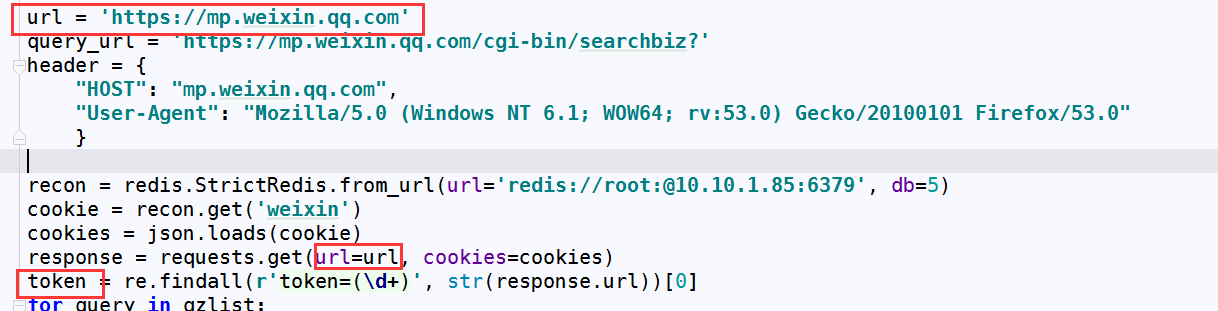 url = 'https://mp.weixin.qq.com'
query_url = 'https://mp.weixin.qq.com/cgi-bin/searchbiz?'
header = {
    "HOST": "mp.weixin.qq.com",
    "User-Agent": "Mozilla/5.0 (Windows NT 6.1; WOW64; rv:53.0) Gecko/20100101 Firefox/53.0"
    }
recon = redis.StrictRedis.from_url(url='redis://root:@10.10.1.85:6379', db=5)
cookie = recon.get('weixin')
cookies = json.loads(cookie)
response = requests.get(url=url, cookies=cookies)
token = re.findall(r'token=(\d+)', str(response.url))[0]
for query in gzlist: